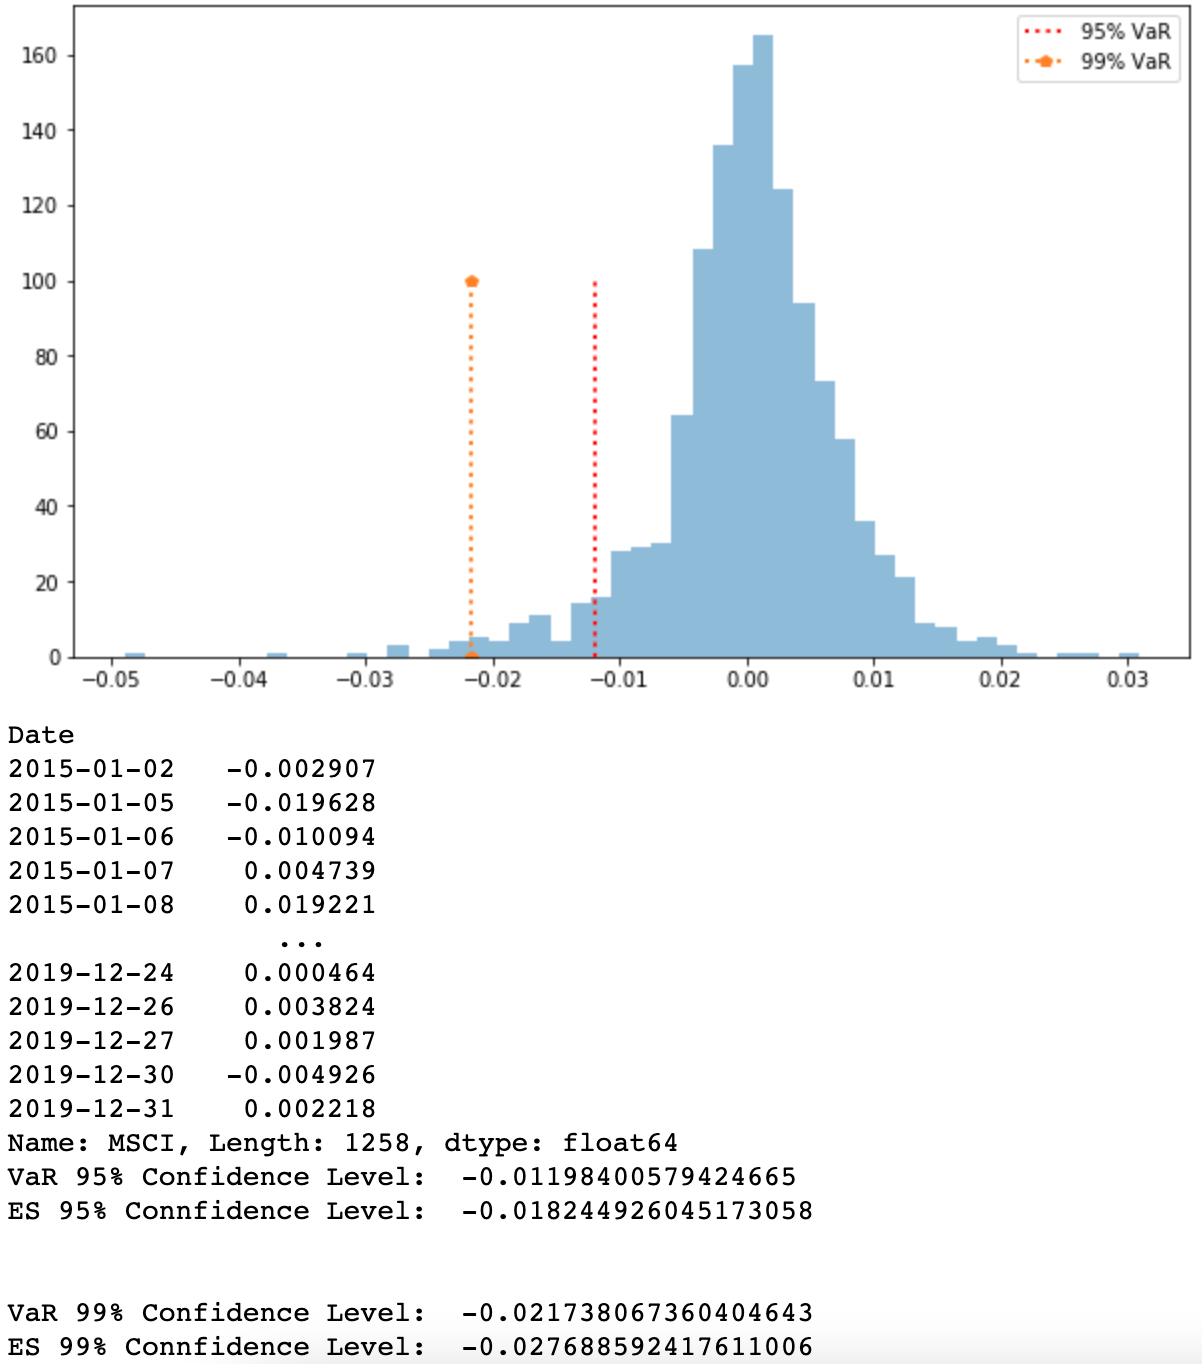 95% VaR
99% VaR
160
140
120
100
80
60
40
20
0
−0.05 −0.04 −0.03 −0.02 −0.01 0.00 0.01 0.02 0.03
Date
2015-01-02 -0.002907
2015-01-05 -0.019628
2015-01-06 -0.010094
2015-01-07 0.004739
2015-01-08 0.019221
...
2019-12-24 0.000464
2019-12-26 0.003824
2019-12-27 0.001987
2019-12-30 -0.004926
2019-12-31 0.002218
Name: MSCI, Length: 1258, dtype: float64
VaR 95% Confidence Level: -0.01198400579424665
ES 95% Connfidence Level: -0.018244926045173058
VaR 99% Confidence Level: -0.021738067360404643
ES 99% Connfidence Level: -0.027688592417611006